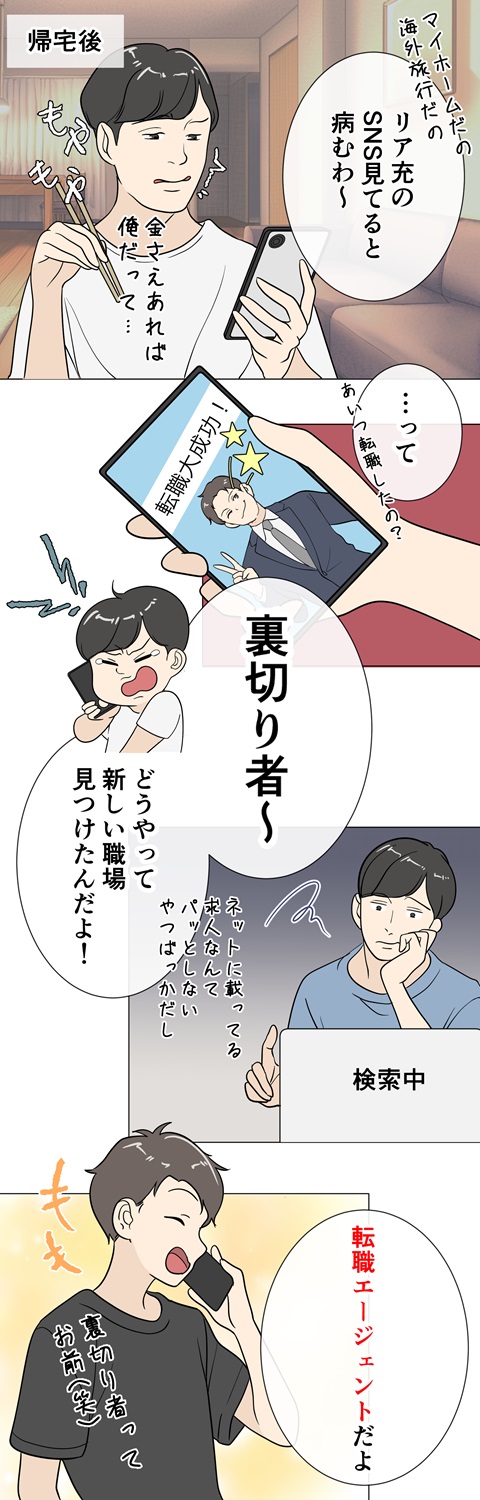 帰宅後
マイホームだの
海外旅行だの
リア充の
SNS見てると
病むわ〜
もやもや
金さえあれば
俺だって…
…って
あいつ転職したの？
転職大成功！
裏切り者〜
どうやって
新しい職場
見つけたんだよ！
ネットに載ってる
求人なんて
パッとしない
やつばっかだし
検索中
転職エージェントだよ
裏切り者って
お前（笑）